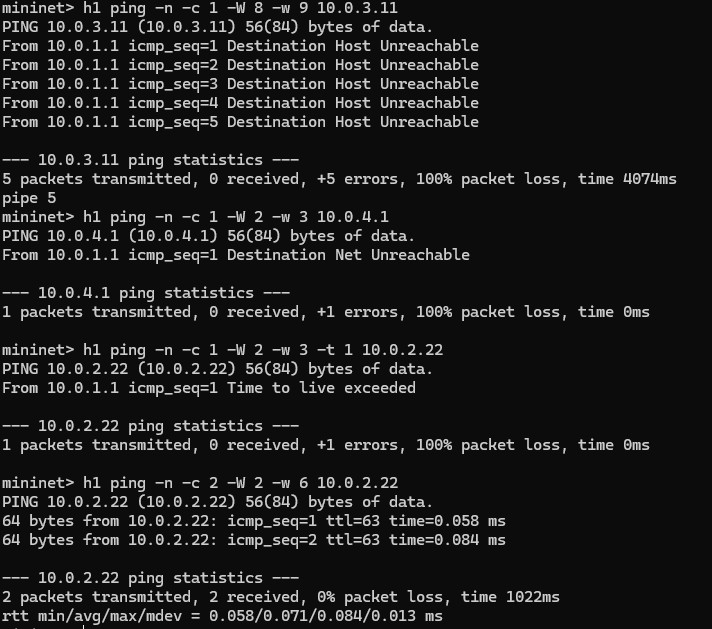 mininet> h1 ping -n -c 1 -W 8 -w 9 10.0.3.11
PING 10.0.3.11 (10.0.3.11) 56(84) bytes of data.
From 10.0.1.1 icmp_seq=1 Destination Host Unreachable
From 10.0.1.1 icmp_seq=2 Destination Host Unreachable
From 10.0.1.1 icmp_seq=3 Destination Host Unreachable
From 10.0.1.1 icmp_seq=4 Destination Host Unreachable
From 10.0.1.1 icmp_seq=5 Destination Host Unreachable

--- 10.0.3.11 ping statistics ---
5 packets transmitted, 0 received, +5 errors, 100% packet loss, time 4074ms
pipe 5
mininet> h1 ping -n -c 1 -W 2 -w 3 10.0.4.1
PING 10.0.4.1 (10.0.4.1) 56(84) bytes of data.
From 10.0.1.1 icmp_seq=1 Destination Net Unreachable

--- 10.0.4.1 ping statistics ---
1 packets transmitted, 0 received, +1 errors, 100% packet loss, time 0ms

mininet> h1 ping -n -c 1 -W 2 -w 3 -t 1 10.0.2.22
PING 10.0.2.22 (10.0.2.22) 56(84) bytes of data.
From 10.0.1.1 icmp_seq=1 Time to live exceeded

--- 10.0.2.22 ping statistics ---
1 packets transmitted, 0 received, +1 errors, 100% packet loss, time 0ms

mininet> h1 ping -n -c 2 -W 2 -w 6 10.0.2.22
PING 10.0.2.22 (10.0.2.22) 56(84) bytes of data.
64 bytes from 10.0.2.22: icmp_seq=1 ttl=63 time=0.058 ms
64 bytes from 10.0.2.22: icmp_seq=2 ttl=63 time=0.084 ms

--- 10.0.2.22 ping statistics ---
2 packets transmitted, 2 received, 0% packet loss, time 1022ms
rtt min/avg/max/mdev = 0.058/0.071/0.084/0.013 ms